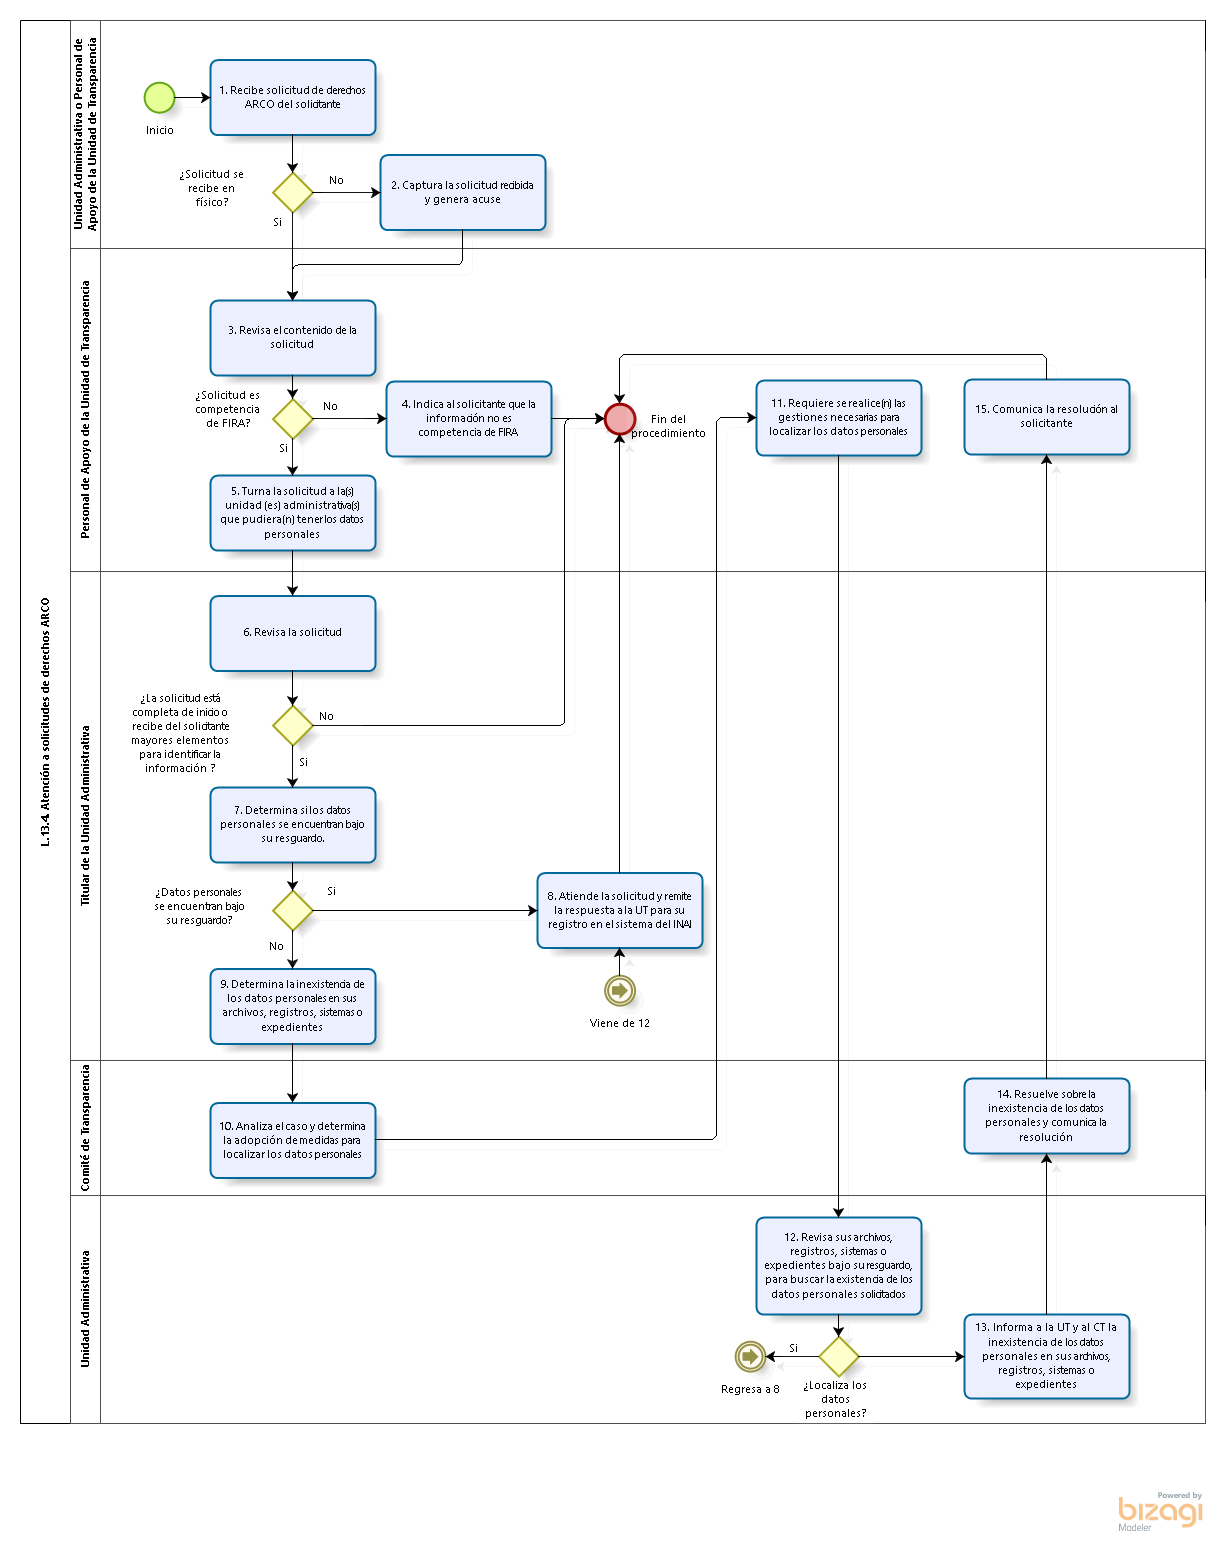 L.13.4. Atención a solicitudes de derechos ARCO
Unidad Administrativa o Personal de
Apoyo de la Unidad de Transparencia
Inicio
1. Recibe solicitud de derechos
ARCO del solicitante
¿Solicitud se
recibe en
físico?
No
Si
2. Captura la solicitud recibida
y genera acuse
Personal de Apoyo de la Unidad de Transparencia
3. Revisa el contenido de la
solicitud
¿Solicitud es
competencia
de FIRA?
No
Si
4. Indica al solicitante que la
información no es
competencia de FIRA
Fin del
procedimiento
11. Requiere se realice(n) las
gestiones necesarias para
localizar los datos personales
15. Comunica la resolución al
solicitante
5. Turna la solicitud a la(s)
unidad (es) administrativa(s)
que pudiera(n) tener los datos
personales
Titular de la Unidad Administrativa
6. Revisa la solicitud
¿La solicitud está
completa de inicio o
recibe del solicitante
mayores elementos
para identificar la
información ?
No
Si
7. Determina si los datos
personales se encuentran bajo
su resguardo.
¿Datos personales
se encuentran bajo
su resguardo?
Si
No
8. Atiende la solicitud y remite
la respuesta a la UT para su
registro en el sistema del INAI
Viene de 12
9. Determina la inexistencia de
los datos personales en sus
archivos, registros, sistemas o
expedientes
Comité de Transparencia
10. Analiza el caso y determina
la adopción de medidas para
localizar los datos personales
14. Resuelve sobre la
inexistencia de los datos
personales y comunica la
resolución
Unidad Administrativa
12. Revisa sus archivos,
registros, sistemas o
expedientes bajo su resguardo,
para buscar la existencia de los
datos personales solicitados
Si
Regresa a 8
¿Localiza los
datos
personales?
13. Informa a la UT y al CT la
inexistencia de los datos
personales en sus archivos,
registros, sistemas o
expedientes
Powered by
bizagi
Modeler